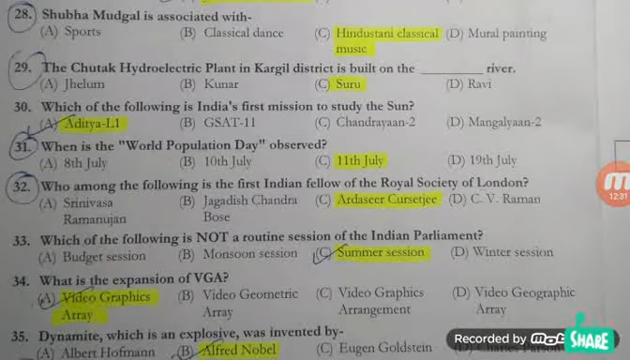 28. Shubha Mudgal is associated with-
(A) Sports (B) Classical dance (C) Hindustani classical (D) Mural painting
music
29. The Chutak Hydroelectric Plant in Kargil district is built on the ________ river.
(A) Jhelum (B) Kunar (C) Suru (D) Ravi
30. Which of the following is India's first mission to study the Sun?
(A) Aditya-L1 (B) GSAT-11 (C) Chandrayaan-2 (D) Mangalyaan-2
31. When is the "World Population Day" observed?
(A) 8th July (B) 10th July (C) 11th July (D) 19th July
32. Who among the following is the first Indian fellow of the Royal Society of London?
(A) Srinivasa (B) Jagadish Chandra (C) Ardaseer Cursetjee (D) C. V. Raman
Ramanujan Bose
33. Which of the following is NOT a routine session of the Indian Parliament?
(A) Budget session (B) Monsoon session (C) Summer session (D) Winter session
34. What is the expansion of VGA?
(A) Video Graphics (B) Video Geometric (C) Video Graphics (D) Video Geographic
Array Array Arrangement Array
35. Dynamite, which is an explosive, was invented by-
(A) Albert Hofmann (B) Alfred Nobel (C) Eugen Goldstein
12:31
Recorded by
SHARE